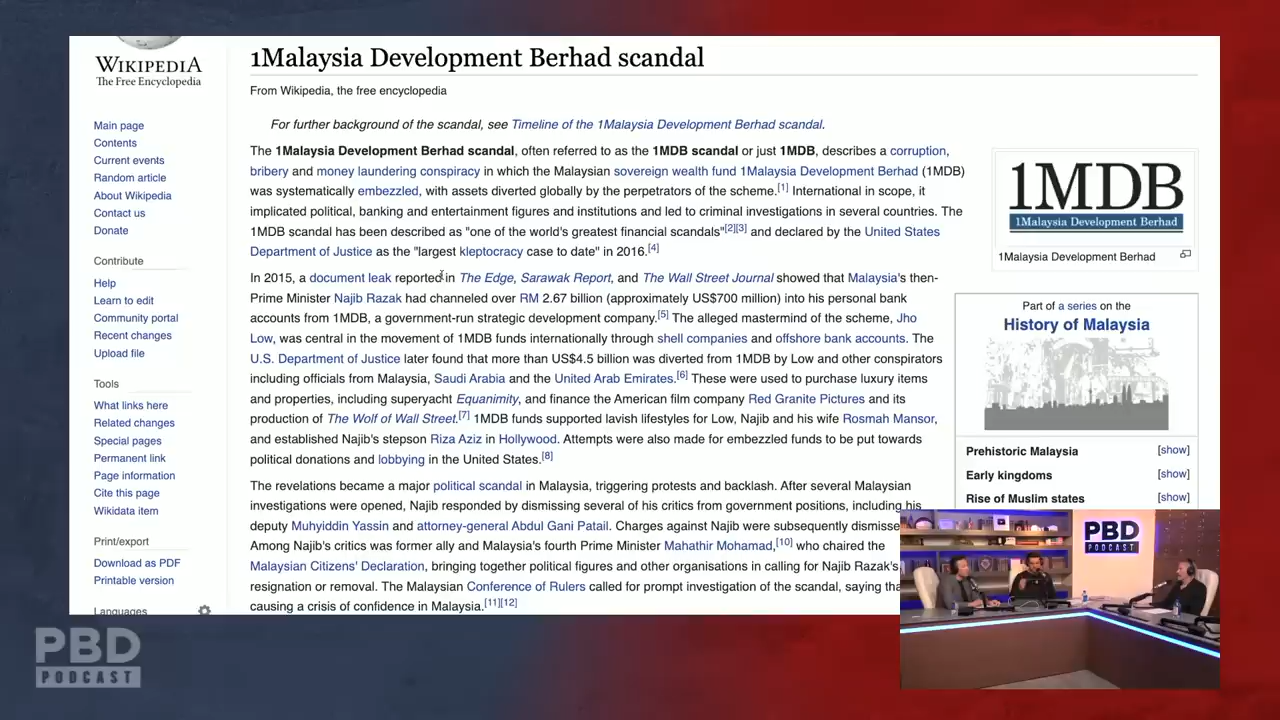 WIKIPEDIA
The Free Encyclopedia
Main page
Contents
Current events
Random article
About Wikipedia
Contact us
Donate
Contribute
Help
Learn to edit
Community portal
Recent changes
Upload file
Tools
What links here
Related changes
Special pages
Permanent link
Page information
Cite this page
Wikidata item
Print/export
Download as PDF
Printable version
Languages
1Malaysia Development Berhad scandal
From Wikipedia, the free encyclopedia
For further background of the scandal, see Timeline of the 1Malaysia Development Berhad scandal.
The 1Malaysia Development Berhad scandal, often referred to as the 1MDB scandal or just 1MDB, describes a corruption,
bribery and money laundering conspiracy in which the Malaysian sovereign wealth fund 1Malaysia Development Berhad (1MDB)
was systematically embezzled, with assets diverted globally by the perpetrators of the scheme.[1] International in scope, it
implicated political, banking and entertainment figures and institutions and led to criminal investigations in several countries. The
1MDB scandal has been described as "one of the world's greatest financial scandals"[2][3] and declared by the United States
Department of Justice as the "largest kleptocracy case to date" in 2016.[4]
In 2015, a document leak reported in The Edge, Sarawak Report, and The Wall Street Journal showed that Malaysia's then-
Prime Minister Najib Razak had channeled over RM 2.67 billion (approximately US$700 million) into his personal bank
accounts from 1MDB, a government-run strategic development company.[5] The alleged mastermind of the scheme, Jho
Low, was central in the movement of 1MDB funds internationally through shell companies and offshore bank accounts. The
U.S. Department of Justice later found that more than US$4.5 billion was diverted from 1MDB by Low and other conspirators
including officials from Malaysia, Saudi Arabia and the United Arab Emirates.[6] These were used to purchase luxury items
and properties, including superyacht Equanimity, and finance the American film company Red Granite Pictures and its
production of The Wolf of Wall Street.[7] 1MDB funds supported lavish lifestyles for Low, Najib and his wife Rosmah Mansor,
and established Najib's stepson Riza Aziz in Hollywood. Attempts were also made for embezzled funds to be put towards
political donations and lobbying in the United States.[8]
The revelations became a major political scandal in Malaysia, triggering protests and backlash. After several Malaysian
investigations were opened, Najib responded by dismissing several of his critics from government positions, including his
deputy Muhyiddin Yassin and attorney-general Abdul Gani Patail. Charges against Najib were subsequently dismisse
Among Najib's critics was former ally and Malaysia's fourth Prime Minister Mahathir Mohamad,[10] who chaired the
Malaysian Citizens' Declaration, bringing together political figures and other organisations in calling for Najib Razak's
resignation or removal. The Malaysian Conference of Rulers called for prompt investigation of the scandal, saying tha
causing a crisis of confidence in Malaysia.[11][12]
1MDB
1Malaysia Development Berhad
1Malaysia Development Berhad
Part of a series on the
History of Malaysia
Prehistoric Malaysia [show]
Early kingdoms [show]
Rise of Muslim states [show]
PBD
PODCAST
PBD
PODCAST